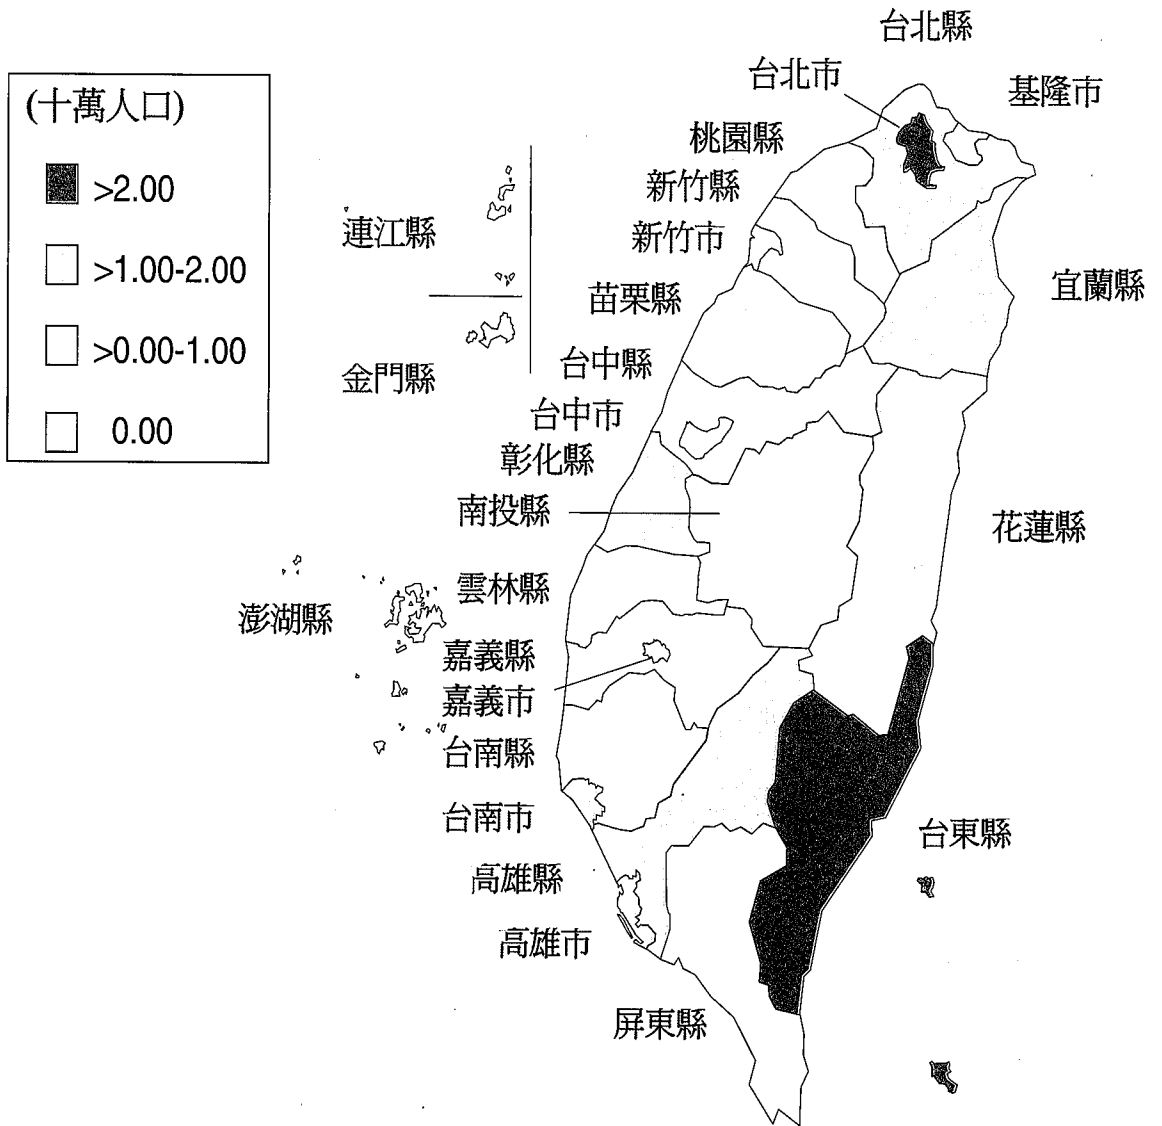 台北縣
台北市
基隆市
(十萬人口)
桃園縣
>2.00
新竹縣
連江縣
新竹市
>1.00-2.00
宜蘭縣
苗栗縣
>0.00-1.00
台中縣
金門縣
台中市
0.00
彰化縣
南投縣
花蓮縣
雲林縣
澎湖縣
嘉義縣
嘉義市
台南縣
台南市
台東縣
高雄縣
高雄市
屏東縣